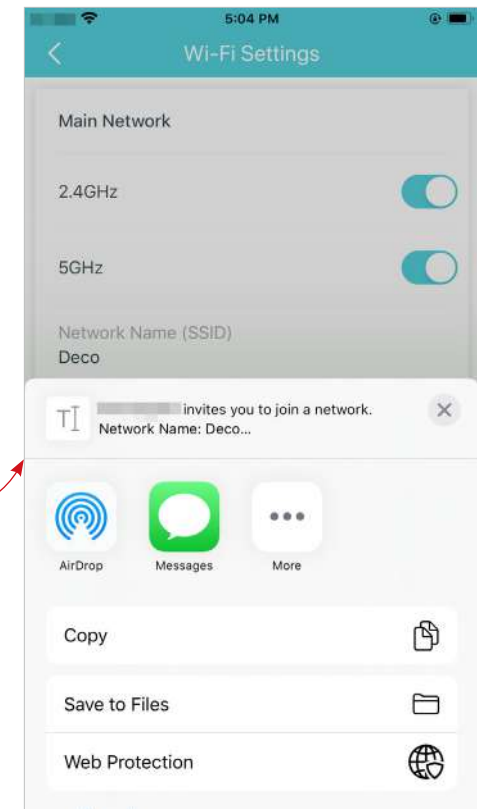 5:04 PM
Wi-Fi Settings
Main Network
2.4GHz
5GHz
Network Name (SSID)
Deco
invites you to join a network.
Network Name: Deco...
AirDrop
Messages
More
Copy
Save to Files
Web Protection